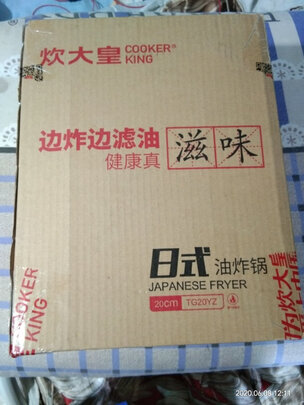 炊大皇 COOKER®
KING
边炸边滤油
健康真
滋味
日式 油炸锅
JAPANESE FRYER
20cm TG20YZ
COOKER
KING
炊大皇
2020.06.09 12:11